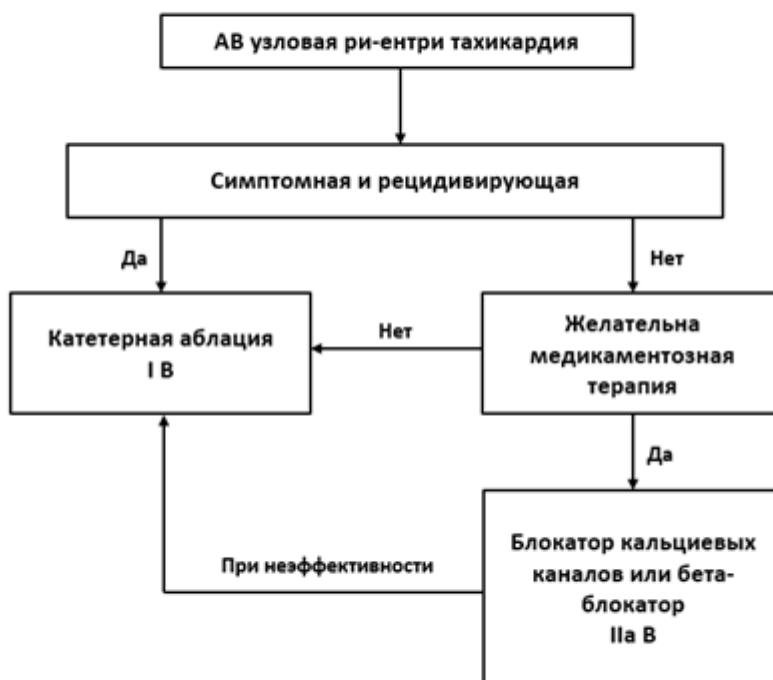 АВ узловая ри-ентри тахикардия
Симптомная и рецидивирующая
Да
Нет
Катетерная аблация
I B
Нет
Желательна
медикаментозная
терапия
Да
При неэффективности
Блокатор кальциевых
каналов или бета-
блокатор
IIa B